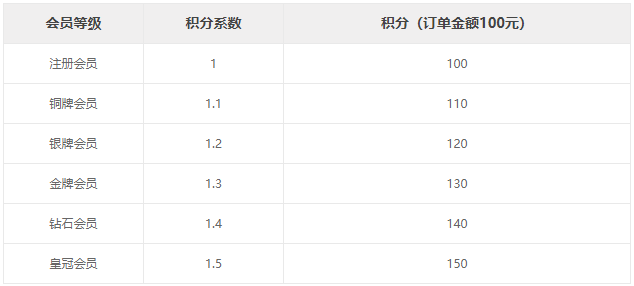 会员等级 积分系数 积分（订单金额100元）
注册会员 1 100
铜牌会员 1.1 110
银牌会员 1.2 120
金牌会员 1.3 130
钻石会员 1.4 140
皇冠会员 1.5 150